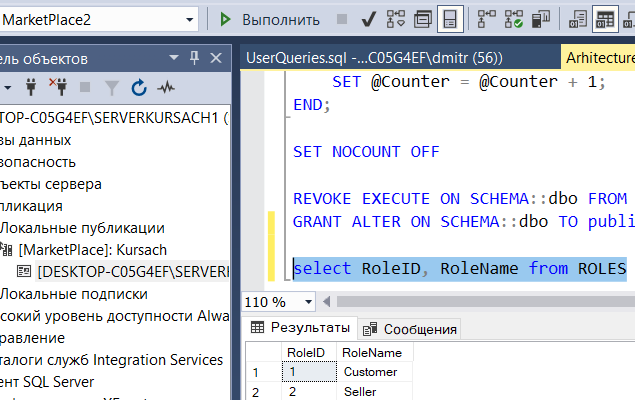 MarketPlace2
Выполнить
ель объектов
UserQueries.sql -...C05G4EF\dmitr (56))
Arhitecture
TOP-C05G4EF\SERVERKURSACH1 (
зы данных
зопасность
ъекты сервера
пликация
Локальные публикации
[MarketPlace]: Kursach
[DESKTOP-C05G4EF\SERVERI
Локальные подписки
сокий уровень доступности Alwa
равление
талоги служб Integration Services
ент SQL Server
SET @Counter = @Counter + 1;
END;
SET NOCOUNT OFF
REVOKE EXECUTE ON SCHEMA::dbo FROM
GRANT ALTER ON SCHEMA::dbo TO publi
select RoleID, RoleName from ROLES
110 %
Результаты
Сообщения
RoleID RoleName
1 1 Customer
2 2 Seller